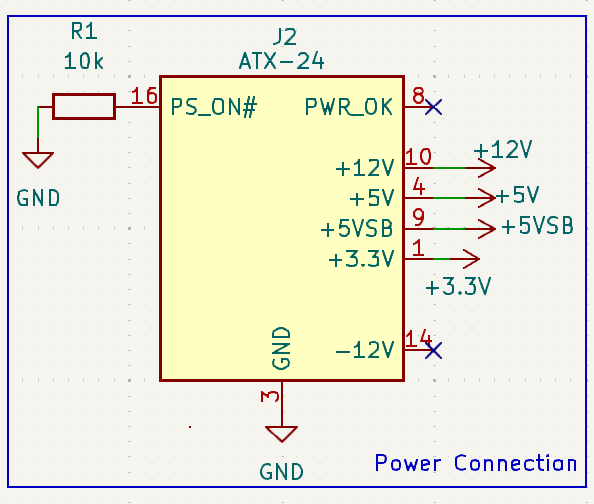 R1
10k
J2
ATX-24
16
PS_ON#
PWR_OK
8
+12V
10
+12V
+5V
4
+5V
+5VSB
9
+5VSB
+3.3V
1
+3.3V
GND
GND
-12V
14
3
GND
Power Connection